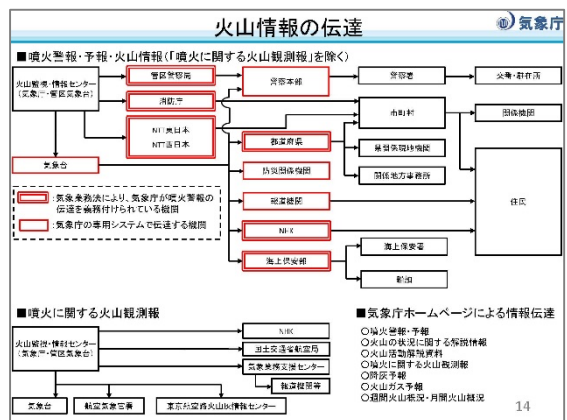 火山情報の伝達
気象庁
■噴火警報・予報・火山情報(「噴火に関する火山観測報」を除く)
火山監視・情報センター
(気象庁・管区気象台)
管区警察局
警察本部
警察署
交番・駐在所
消防庁
市町村
関係機関
NTT東日本
NTT西日本
都道府県
県関係現地機関
気象台
防災関係機関
関係地方事務所
:気象業務法により、気象庁が噴火警報の
伝達を義務付けられている機関
:気象庁の専用システムで伝達する機関
報道機関
住民
NHK
海上保安部
海上保安署
船舶
■噴火に関する火山観測報
火山監視・情報センター
(気象庁・管区気象台)
NHK
国土交通省航空局
気象業務支援センター
報道機関等
気象台
航空気象官署
東京航空路火山灰情報センター
■気象庁ホームページによる情報伝達
○噴火警報・予報
○火山の状況に関する解説情報
○火山活動解説資料
○噴火に関する火山観測報
○降灰予報
○火山ガス予報
○週間火山概況・月間火山概況
14